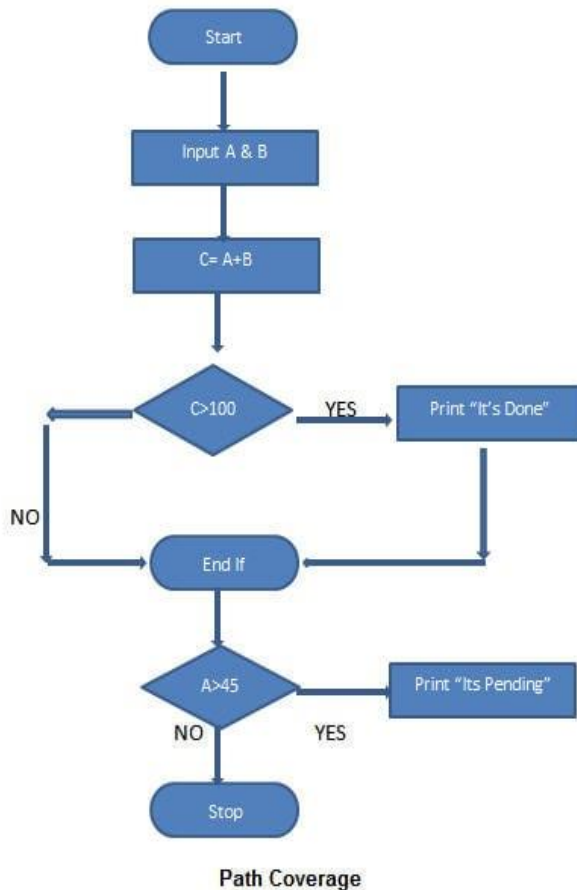 Start
Input A & B
C= A+B
C>100
YES
Print “It’s Done”
NO
End If
A>45
Print “Its Pending”
NO
YES
Stop
Path Coverage